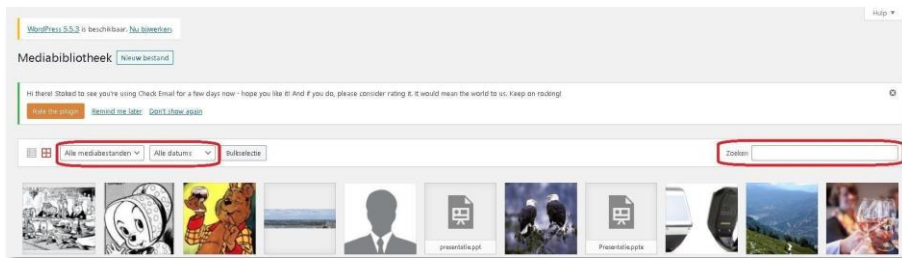 Hulp
WordPress 5.5.3 is beschikbaar. Nu bijwerken.
Mediabibliotheek Nieuw bestand
Hi there! Stoked to see you're using Check Email for a few days now - hope you like it! And if you do, please consider rating it. It would mean the world to us. Keep on rocking!
Rate the plugin Remind me later Don't show again
Alle mediabestanden Alle datums Bulkselectie Zoeken
presentatie.ppt Presentatie.pptx